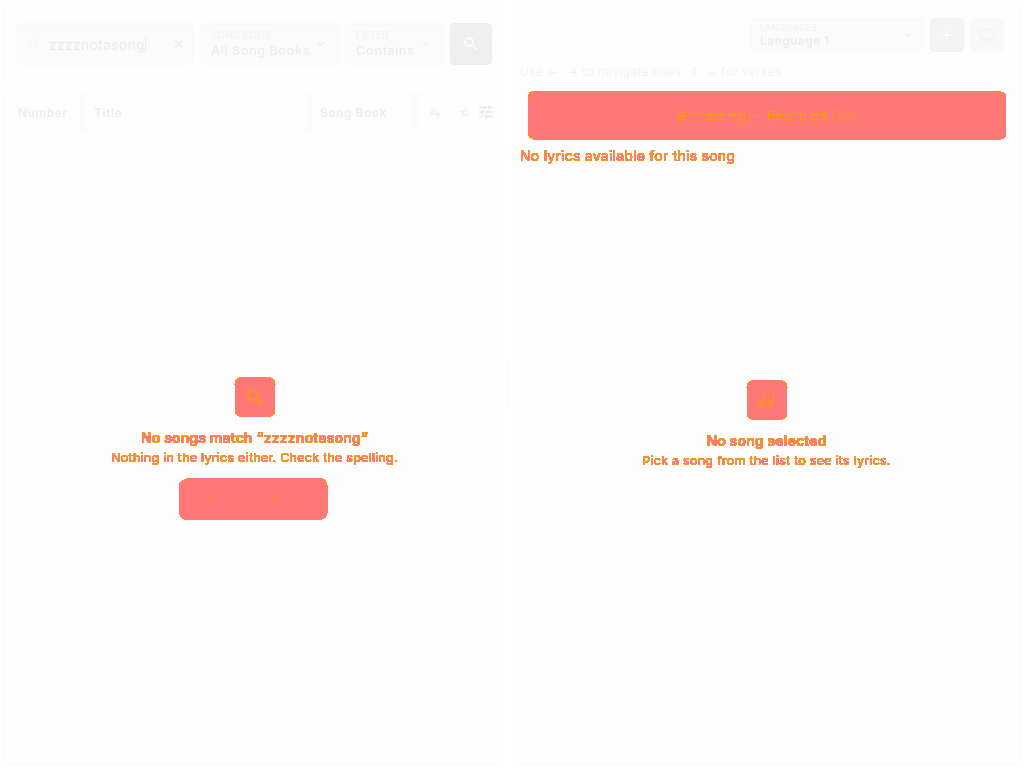 zzzznotasong
SONG BOOK
All Song Books
FILTER
Contains
Number
Title
Song Book
No songs match “zzzznotasong”
Nothing in the lyrics either. Check the spelling.
LANGUAGES
Language 1
Use ← → to navigate lines, ↑ ↓ for verses
No lyrics available for this song
No song selected
Pick a song from the list to see its lyrics.